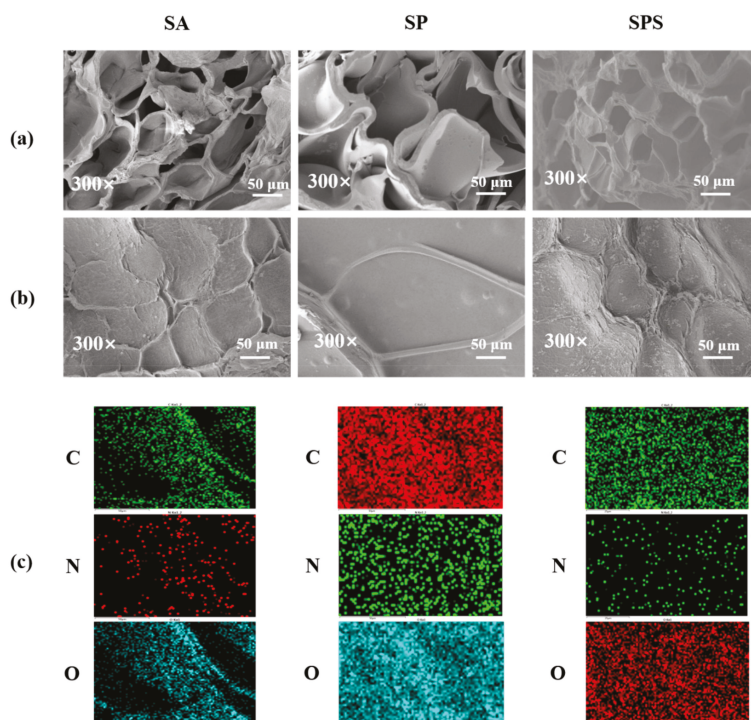 SA SP SPS
(a) 300× 50 µm 300× 50 µm 300× 50 µm
(b) 300× 50 µm 300× 50 µm 300× 50 µm
C C C
(c) N N N
O O O